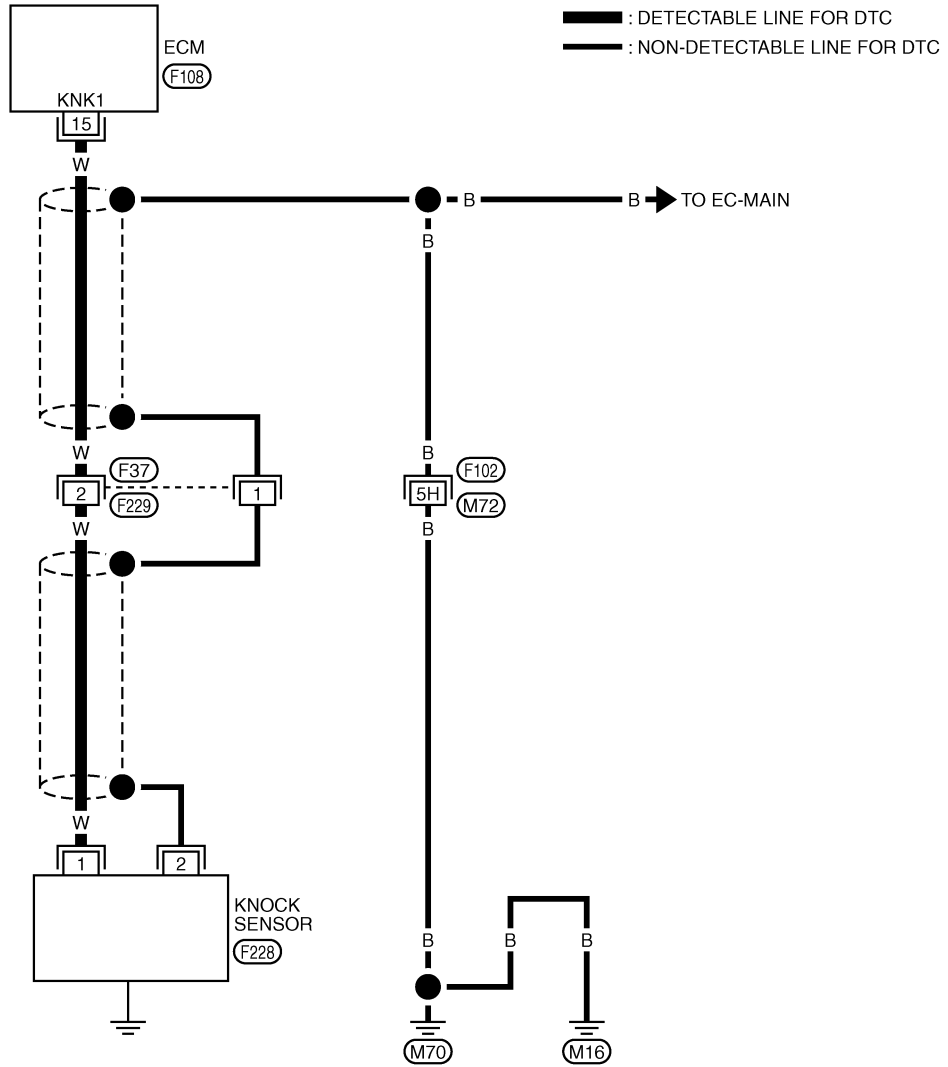 : DETECTABLE LINE FOR DTC
: NON-DETECTABLE LINE FOR DTC
ECM
F108
KNK1
15
W
B
B
TO EC-MAIN
B
W
B
F37
F102
2
1
5H
F229
M72
W
B
W
1
2
KNOCK
SENSOR
F228
B
B
B
M70
M16